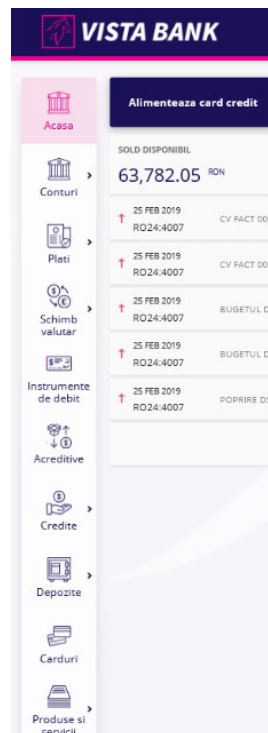 VISTA BANK
Acasa
Conturi
Plati
Schimb
valutar
Instrumente
de debit
Acreditive
Credite
Depozite
Carduri
Produse si
servicii
Alimenteaza card credit
SOLD DISPONIBIL
63,782.05 RON
25 FEB 2019
RO24:4007
CV FACT 00
25 FEB 2019
RO24:4007
CV FACT 00
25 FEB 2019
RO24:4007
BUGETUL D
25 FEB 2019
RO24:4007
BUGETUL D
25 FEB 2019
RO24:4007
POPRIRE DS